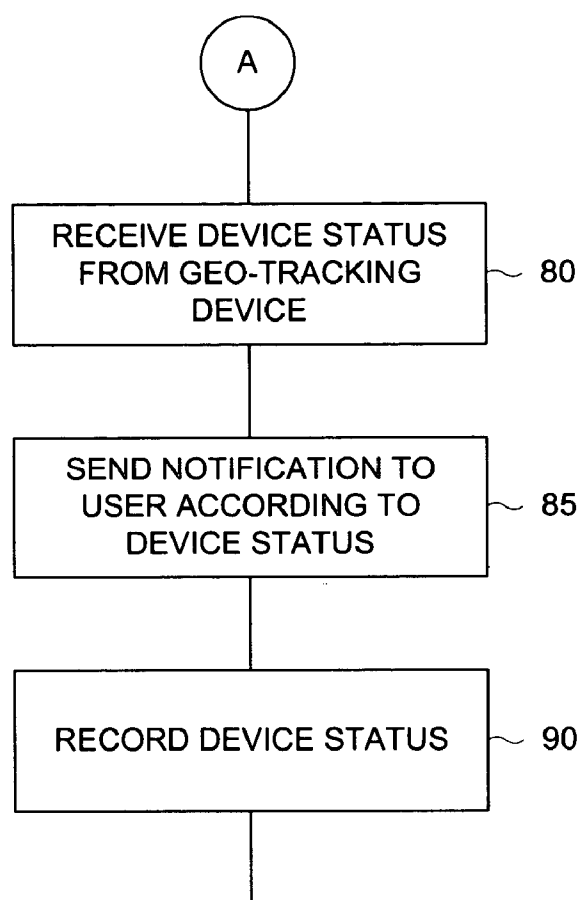 A
RECEIVE DEVICE STATUS
FROM GEO-TRACKING
DEVICE
80
SEND NOTIFICATION TO
USER ACCORDING TO
DEVICE STATUS
85
RECORD DEVICE STATUS
90